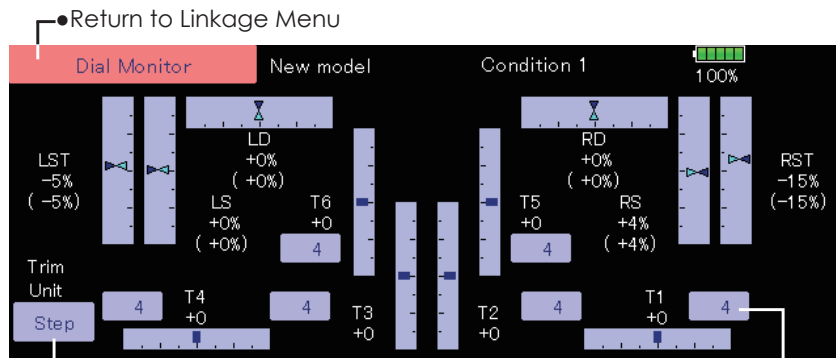 ●Return to Linkage Menu
Dial Monitor
New model
Condition 1
100%
LST
-5%
( -5%)
LD
+0%
( +0%)
LS
+0%
( +0%)
T6
+0
4
RD
+0%
( +0%)
T5
+0
4
RS
+4%
( +4%)
RST
-15%
(-15%)
Trim
Unit
Step
4
T4
+0
4
T3
+0
T2
+0
4
T1
+0
4